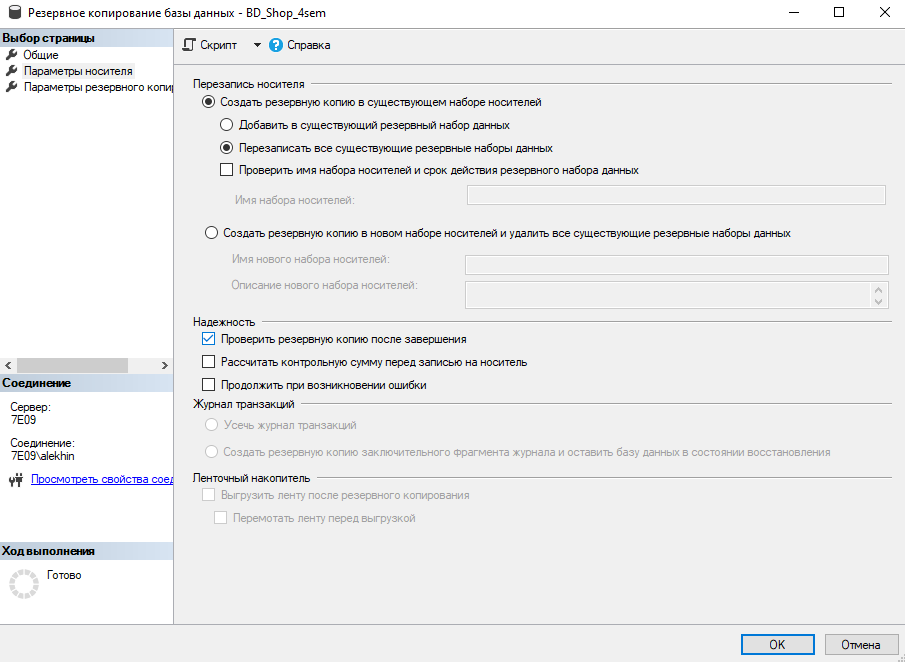 Резервное копирование базы данных - BD_Shop_4sem
Выбор страницы
Общие
Параметры носителя
Параметры резервного копир
Скрипт
Справка
Перезапись носителя
Создать резервную копию в существующем наборе носителей
Добавить в существующий резервный набор данных
Перезаписать все существующие резервные наборы данных
Проверить имя набора носителей и срок действия резервного набора данных
Имя набора носителей:
Создать резервную копию в новом наборе носителей и удалить все существующие резервные наборы данных
Имя нового набора носителей:
Описание нового набора носителей:
Надежность
Проверить резервную копию после завершения
Рассчитать контрольную сумму перед записью на носитель
Продолжить при возникновении ошибки
Журнал транзакций
Усечь журнал транзакций
Создать резервную копию заключительного фрагмента журнала и оставить базу данных в состоянии восстановления
Ленточный накопитель
Выгрузить ленту после резервного копирования
Перемотать ленту перед выгрузкой
Соединение
Сервер:
7E09
Соединение:
7E09\alekhin
Просмотреть свойства соед
Ход выполнения
Готово
OK
Отмена